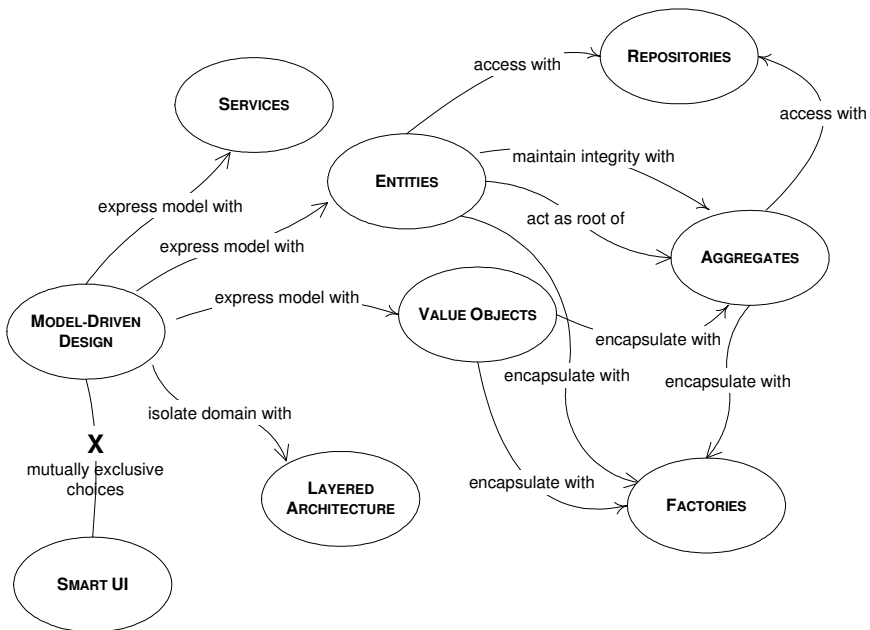 REPOSITORIES
access with
SERVICES
access with
maintain integrity with
ENTITIES
express model with
act as root of
express model with
AGGREGATES
express model with
MODEL-DRIVEN
DESIGN
VALUE OBJECTS
encapsulate with
encapsulate with
encapsulate with
isolate domain with
X
mutually exclusive
choices
encapsulate with
LAYERED
ARCHITECTURE
FACTORIES
SMART UI